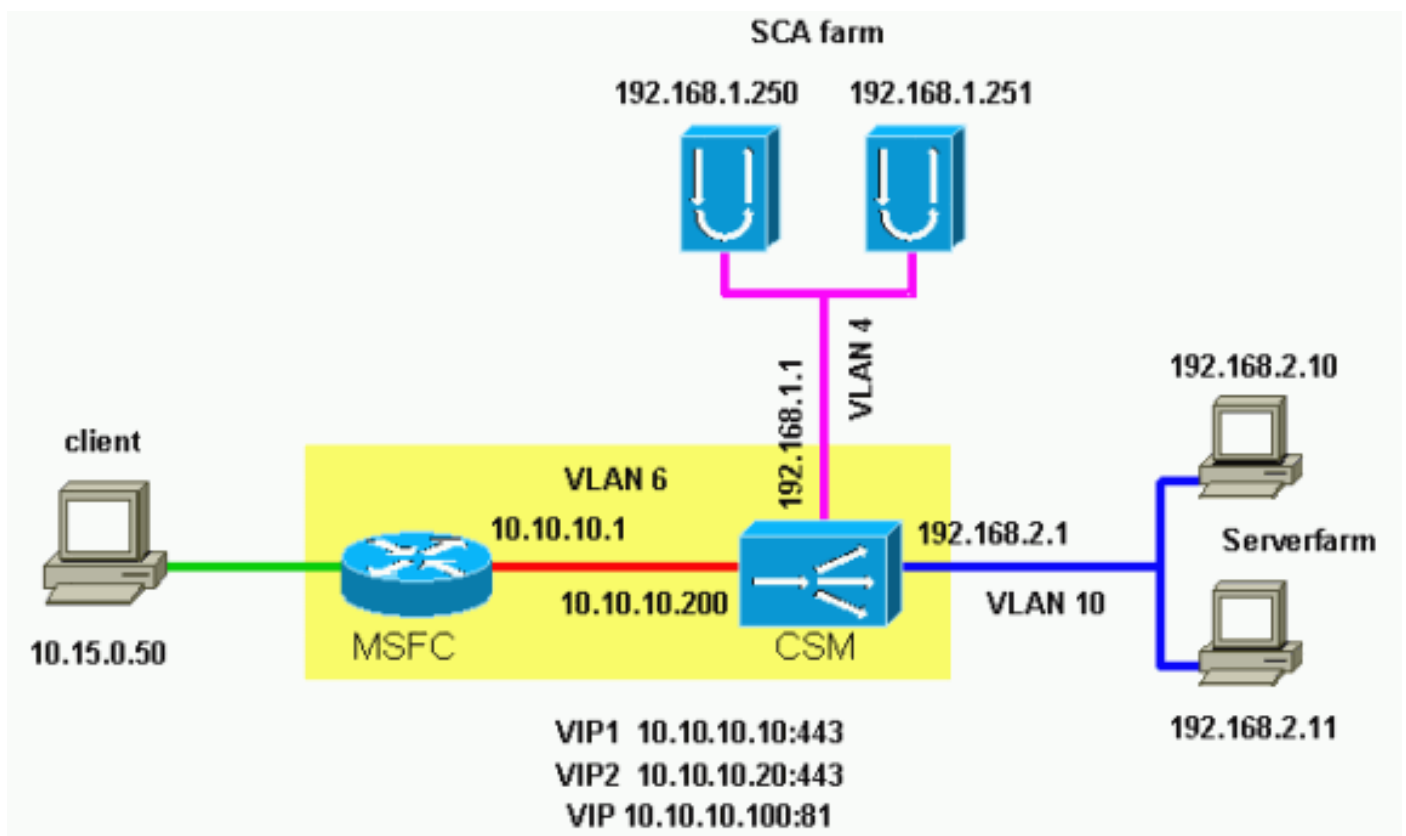 SCA farm
192.168.1.250
192.168.1.251
VLAN 4
192.168.1.1
192.168.2.10
client
VLAN 6
10.10.10.1
192.168.2.1
Serverfarm
10.10.10.200
VLAN 10
10.15.0.50
MSFC
CSM
192.168.2.11
VIP1 10.10.10.10:443
VIP2 10.10.10.20:443
VIP 10.10.10.100:81